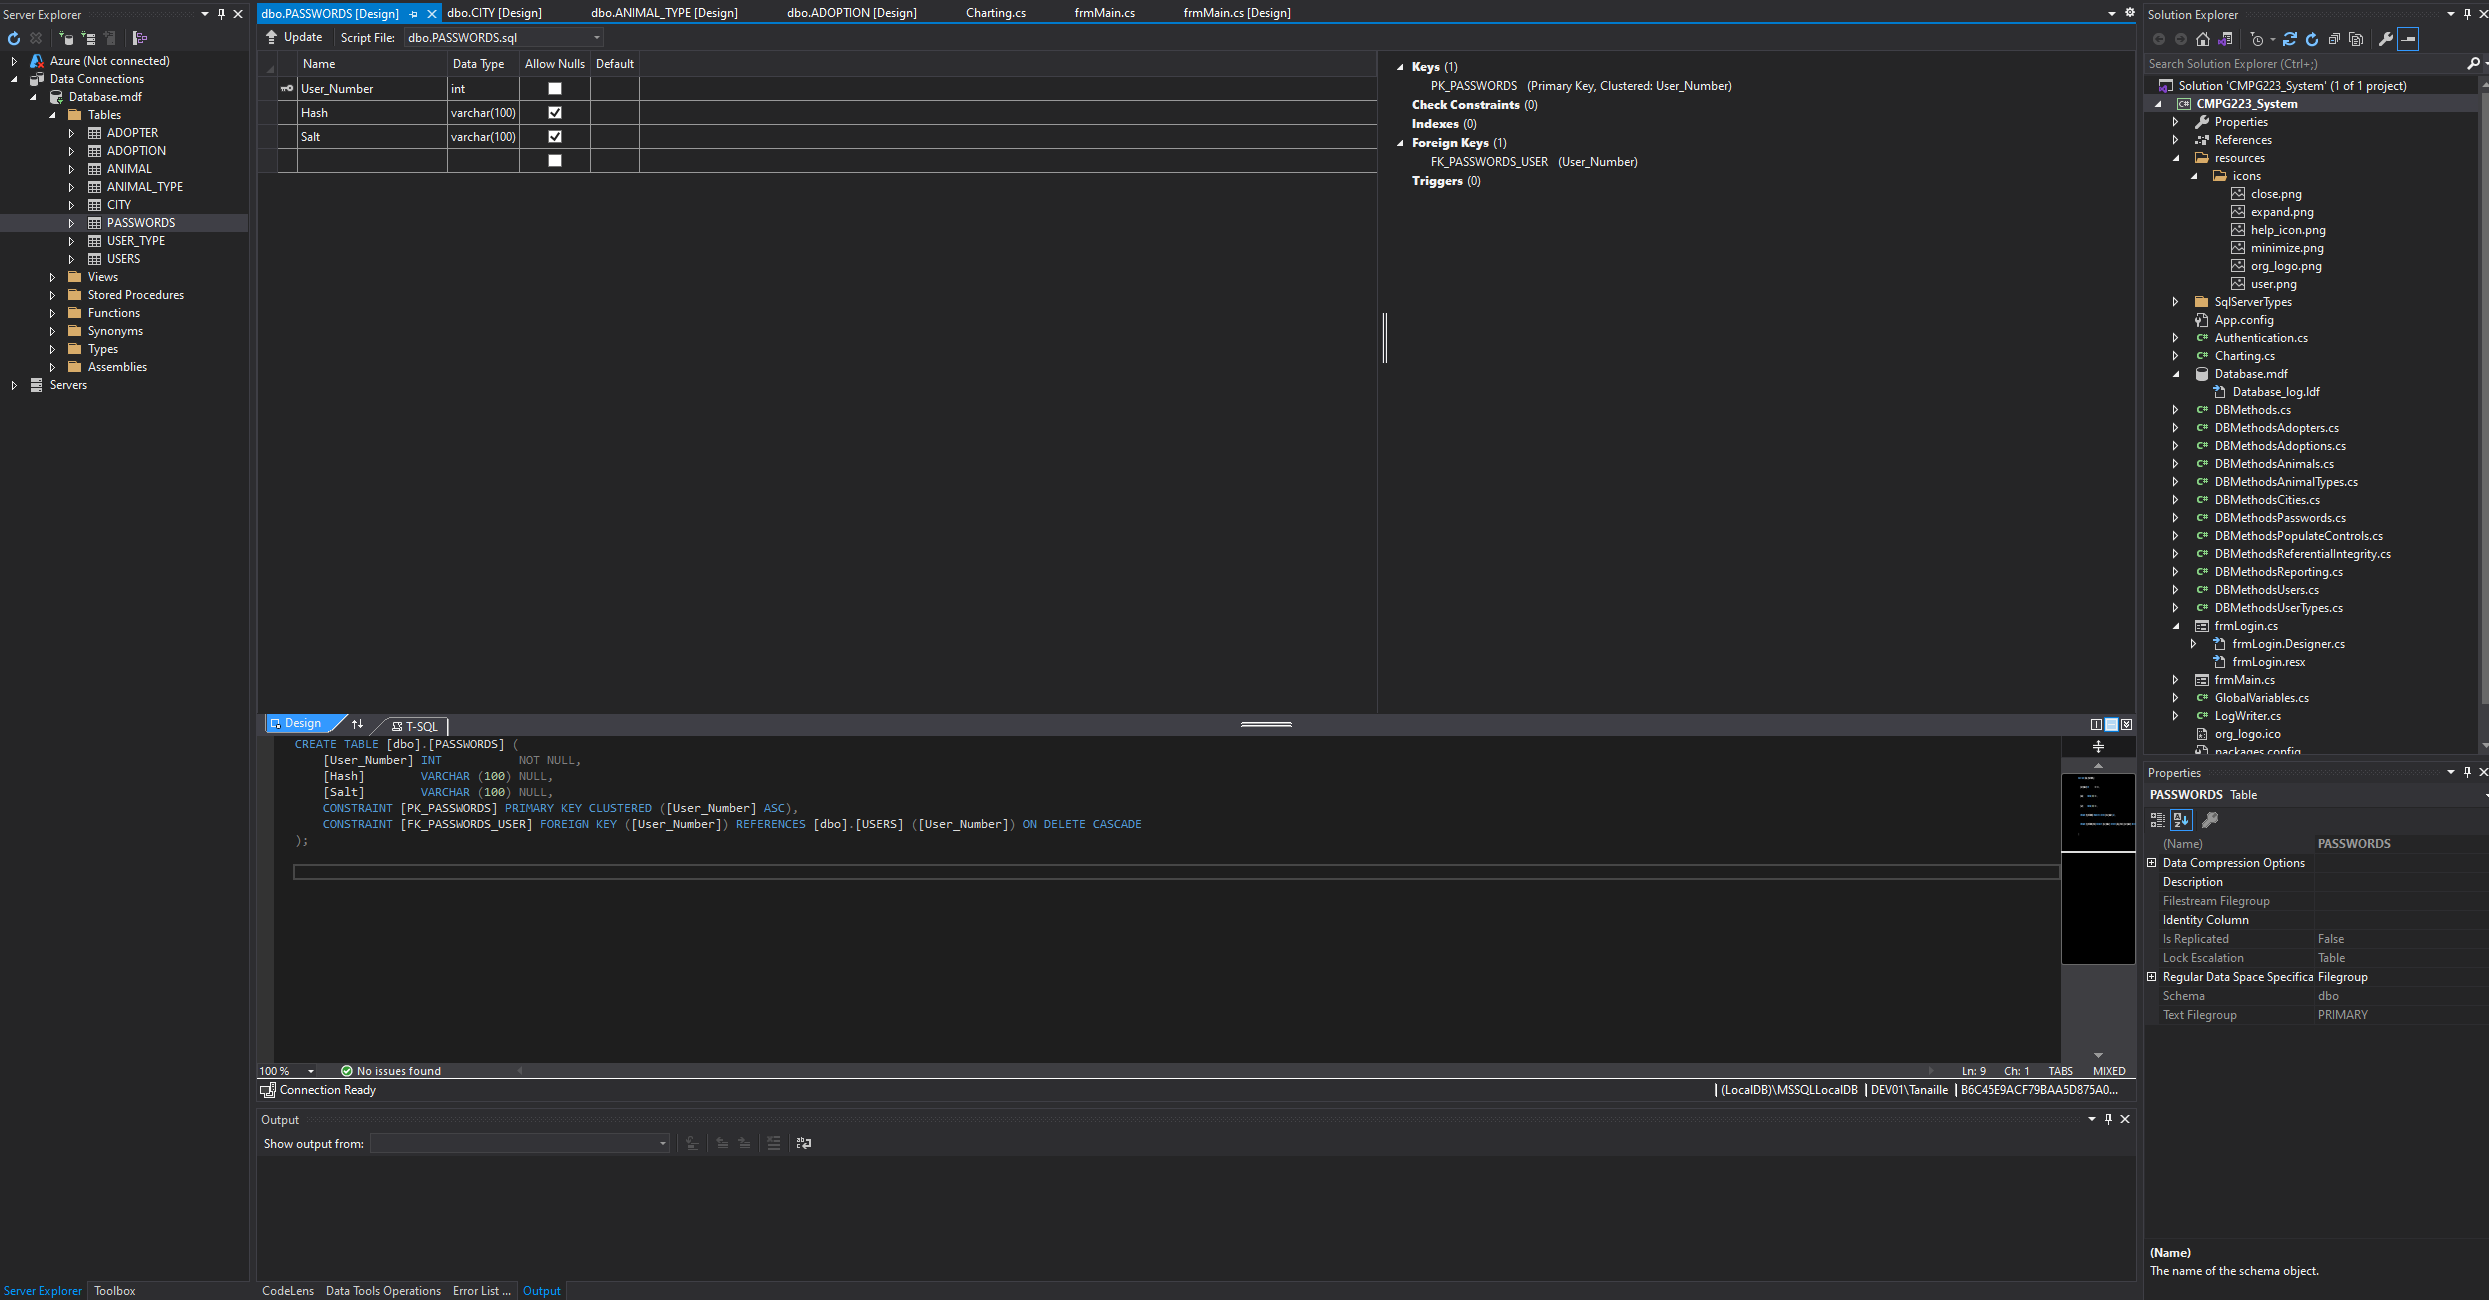 Server Explorer
Azure (Not connected)
Data Connections
Database.mdf
Tables
ADOPTER
ADOPTION
ANIMAL
ANIMAL_TYPE
CITY
PASSWORDS
USER_TYPE
USERS
Views
Stored Procedures
Functions
Synonyms
Types
Assemblies
Servers
Server Explorer Toolbox
dbo.PASSWORDS [Design] dbo.CITY [Design] dbo.ANIMAL_TYPE [Design] dbo.ADOPTION [Design] Charting.cs frmMain.cs frmMain.cs [Design]
Update Script File: dbo.PASSWORDS.sql
Name Data Type Allow Nulls Default
User_Number int
Hash varchar(100)
Salt varchar(100)
Keys (1)
PK_PASSWORDS (Primary Key, Clustered: User_Number)
Check Constraints (0)
Indexes (0)
Foreign Keys (1)
FK_PASSWORDS_USER (User_Number)
Triggers (0)
Design T-SQL
CREATE TABLE [dbo].[PASSWORDS] (
[User_Number] INT NOT NULL,
[Hash] VARCHAR (100) NULL,
[Salt] VARCHAR (100) NULL,
CONSTRAINT [PK_PASSWORDS] PRIMARY KEY CLUSTERED ([User_Number] ASC),
CONSTRAINT [FK_PASSWORDS_USER] FOREIGN KEY ([User_Number]) REFERENCES [dbo].[USERS] ([User_Number]) ON DELETE CASCADE
);
100 % No issues found Ln: 9 Ch: 1 TABS MIXED
Connection Ready (LocalDB)\MSSQLLocalDB DEV01\Tanaille B6C45E9ACF79BAA5D875A0...
Output
Show output from:
CodeLens Data Tools Operations Error List ... Output
Solution Explorer
Search Solution Explorer (Ctrl+;)
Solution 'CMPG223_System' (1 of 1 project)
CMPG223_System
Properties
References
resources
icons
close.png
expand.png
help_icon.png
minimize.png
org_logo.png
user.png
SqlServerTypes
App.config
Authentication.cs
Charting.cs
Database.mdf
Database_log.ldf
DBMethods.cs
DBMethodsAdopters.cs
DBMethodsAdoptions.cs
DBMethodsAnimals.cs
DBMethodsAnimalTypes.cs
DBMethodsCities.cs
DBMethodsPasswords.cs
DBMethodsPopulateControls.cs
DBMethodsReferentialIntegrity.cs
DBMethodsReporting.cs
DBMethodsUsers.cs
DBMethodsUserTypes.cs
frmLogin.cs
frmLogin.Designer.cs
frmLogin.resx
frmMain.cs
GlobalVariables.cs
LogWriter.cs
org_logo.ico
packages.config
Properties
PASSWORDS Table
(Name) PASSWORDS
Data Compression Options
Description
Filestream Filegroup
Identity Column
Is Replicated False
Lock Escalation Table
Regular Data Space Specifica Filegroup
Schema dbo
Text Filegroup PRIMARY
(Name)
The name of the schema object.